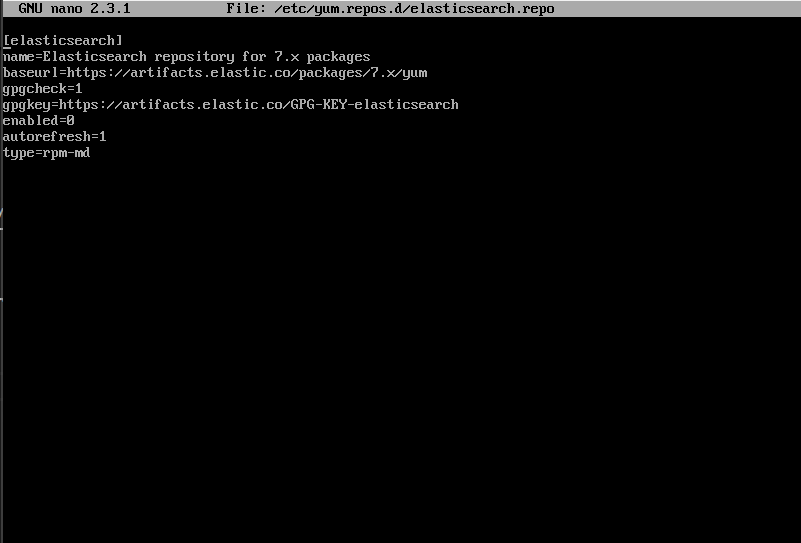 GNU nano 2.3.1 File: /etc/yum.repos.d/elasticsearch.repo
[elasticsearch]
name=Elasticsearch repository for 7.x packages
baseurl=https://artifacts.elastic.co/packages/7.x/yum
gpgcheck=1
gpgkey=https://artifacts.elastic.co/GPG-KEY-elasticsearch
enabled=0
autorefresh=1
type=rpm-md